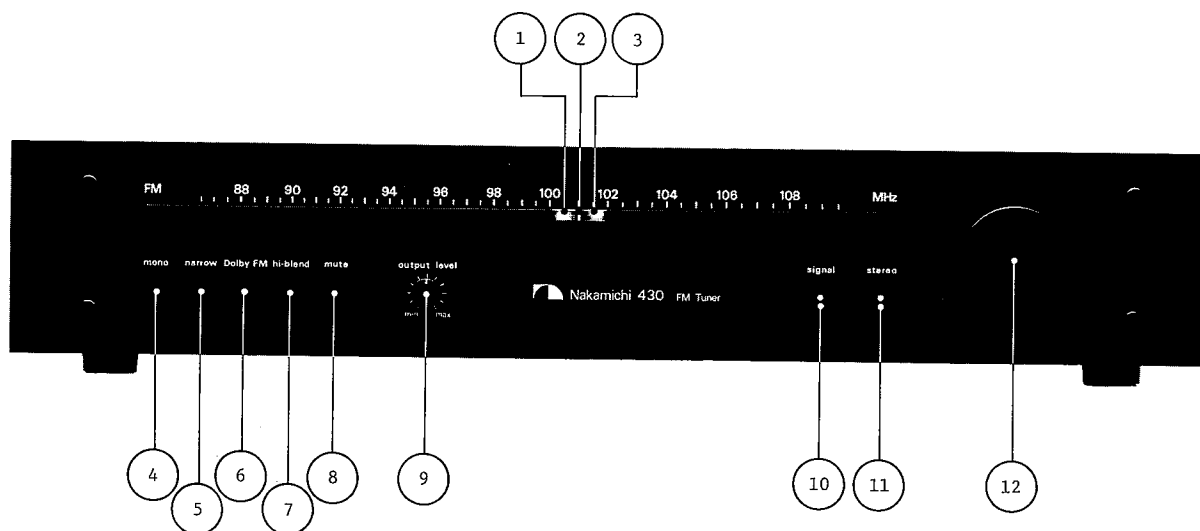 1 2 3
FM 88 90 92 94 96 98 100 102 104 106 108 MHz
mono narrow Dolby FM hi-blend mute output level signal stereo
min max
Nakamichi 430 FM Tuner
4 5 6 7 8 9 10 11 12